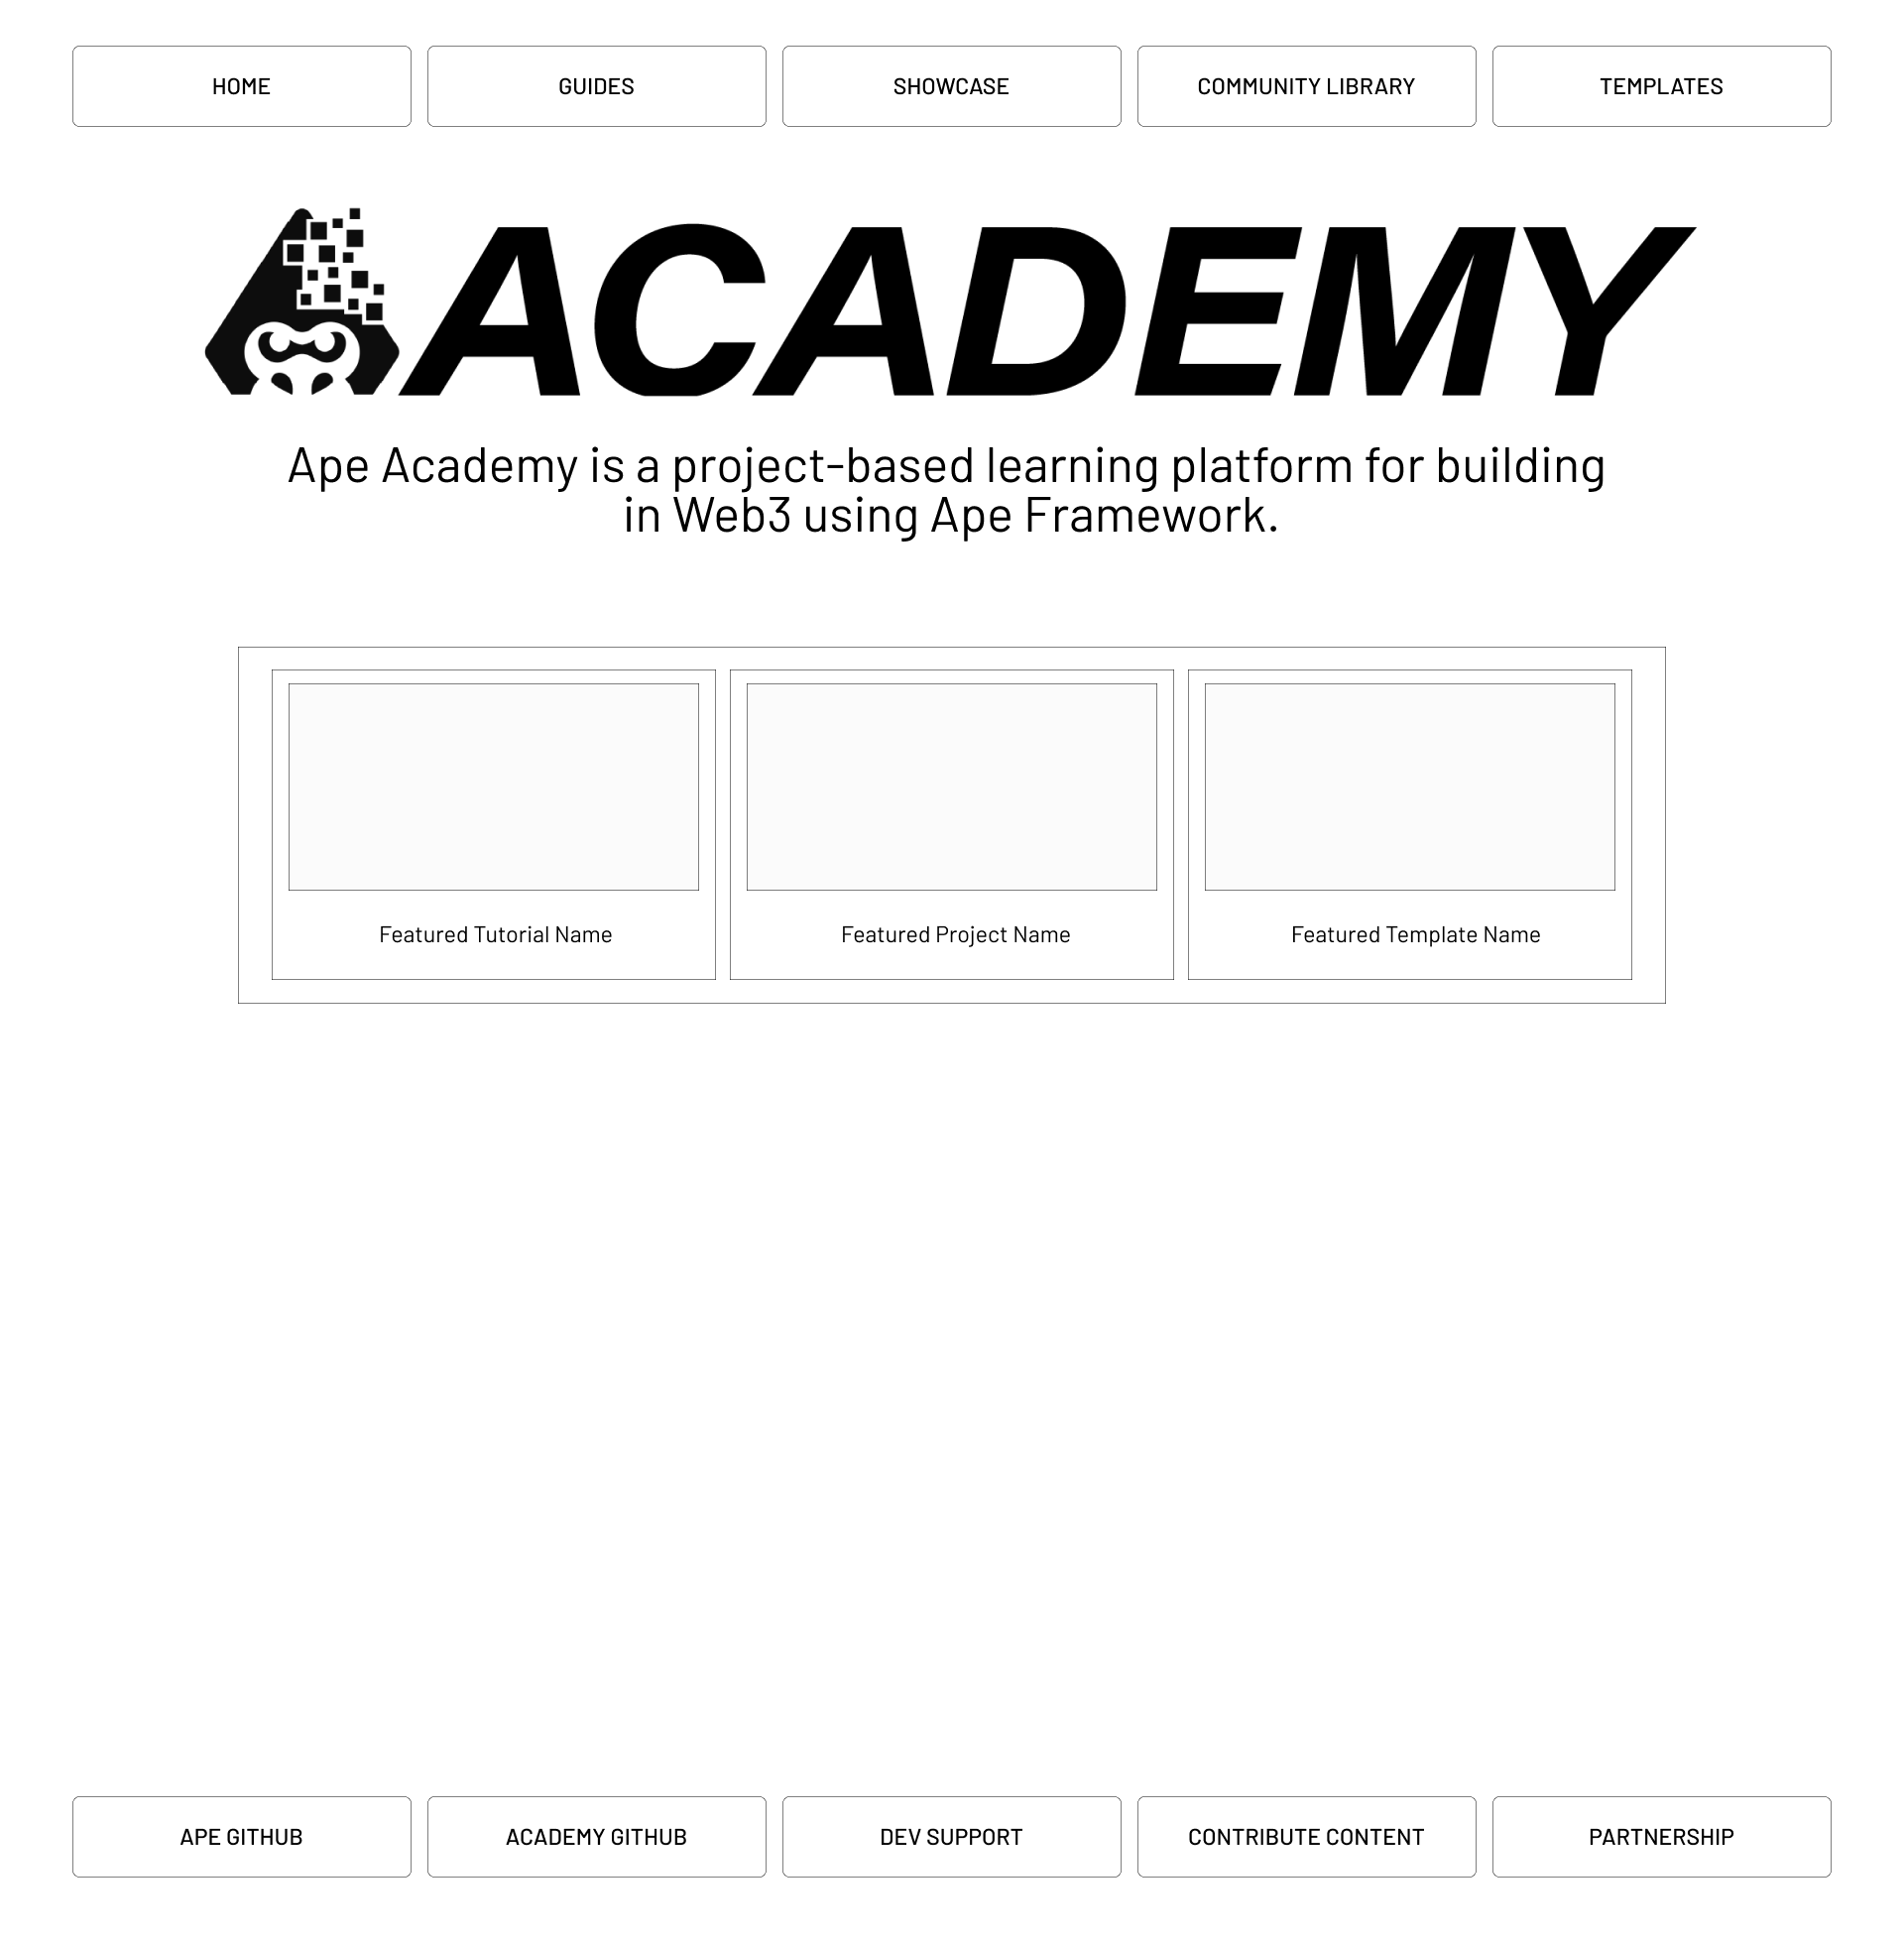 HOME
GUIDES
SHOWCASE
COMMUNITY LIBRARY
TEMPLATES
ACADEMY
Ape Academy is a project-based learning platform for building
in Web3 using Ape Framework.
Featured Tutorial Name
Featured Project Name
Featured Template Name
APE GITHUB
ACADEMY GITHUB
DEV SUPPORT
CONTRIBUTE CONTENT
PARTNERSHIP